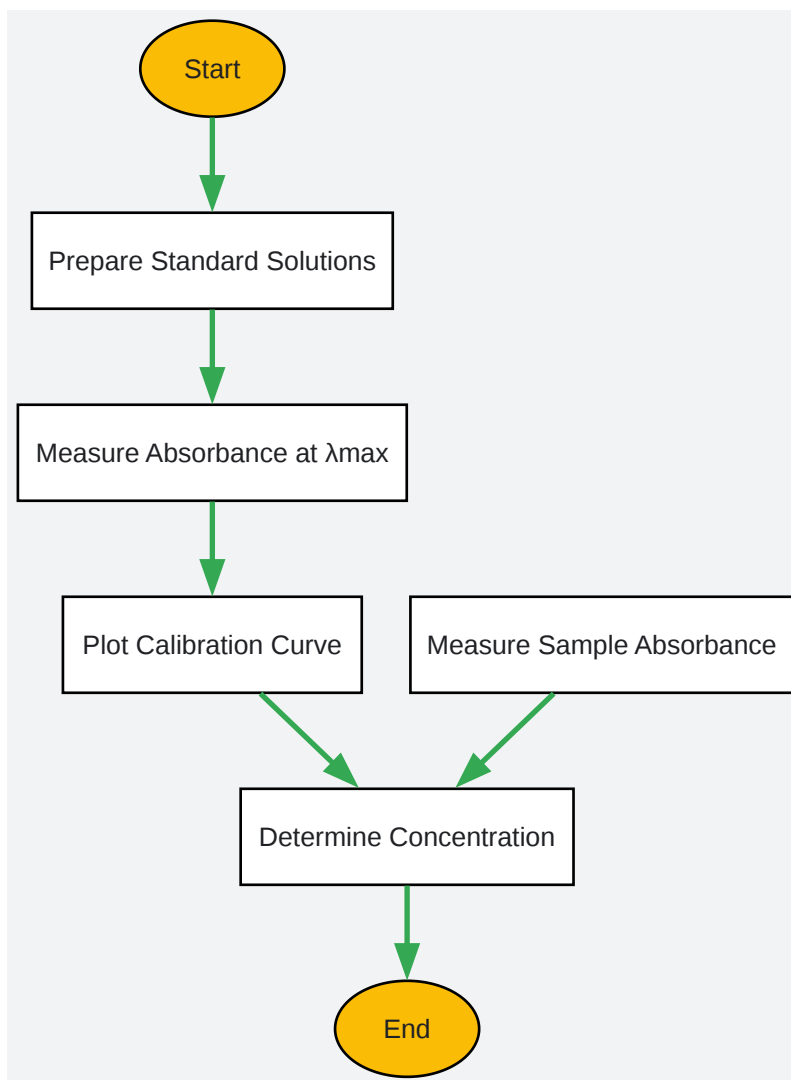 Start
Prepare Standard Solutions
Measure Absorbance at λmax
Plot Calibration Curve
Measure Sample Absorbance
Determine Concentration
End